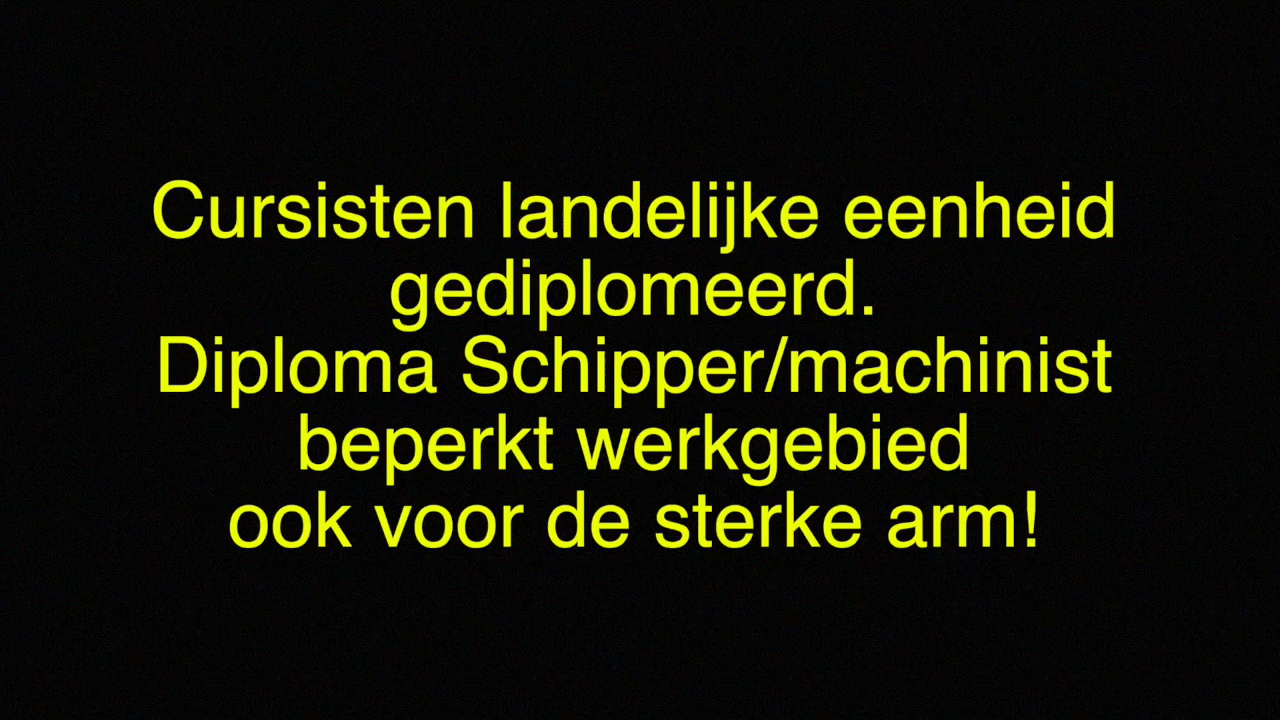 Cursisten landelijke eenheid
gediplomeerd.
Diploma Schipper/machinist
beperkt werkgebied
ook voor de sterke arm!